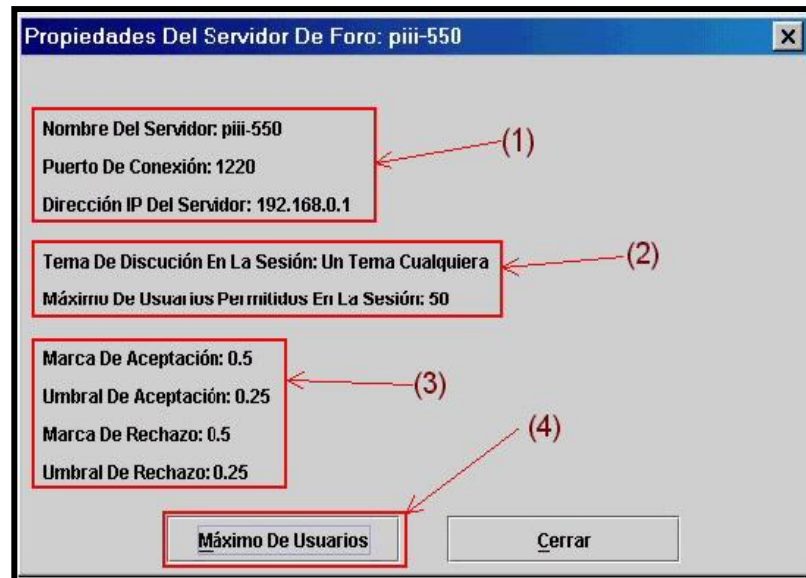 Propiedades Del Servidor De Foro: piii-550
Nombre Del Servidor: piii-550
Puerto De Conexión: 1220
(1)
Dirección IP Del Servidor: 192.168.0.1
Tema De Discución En La Sesión: Un Tema Cualquiera
(2)
Máximo De Usuarios Permitidos En La Sesión: 50
Marca De Aceptación: 0.5
Umbral De Aceptación: 0.25
(3)
Marca De Rechazo: 0.5
(4)
Umbral De Rechazo: 0.25
Máximo De Usuarios
Cerrar